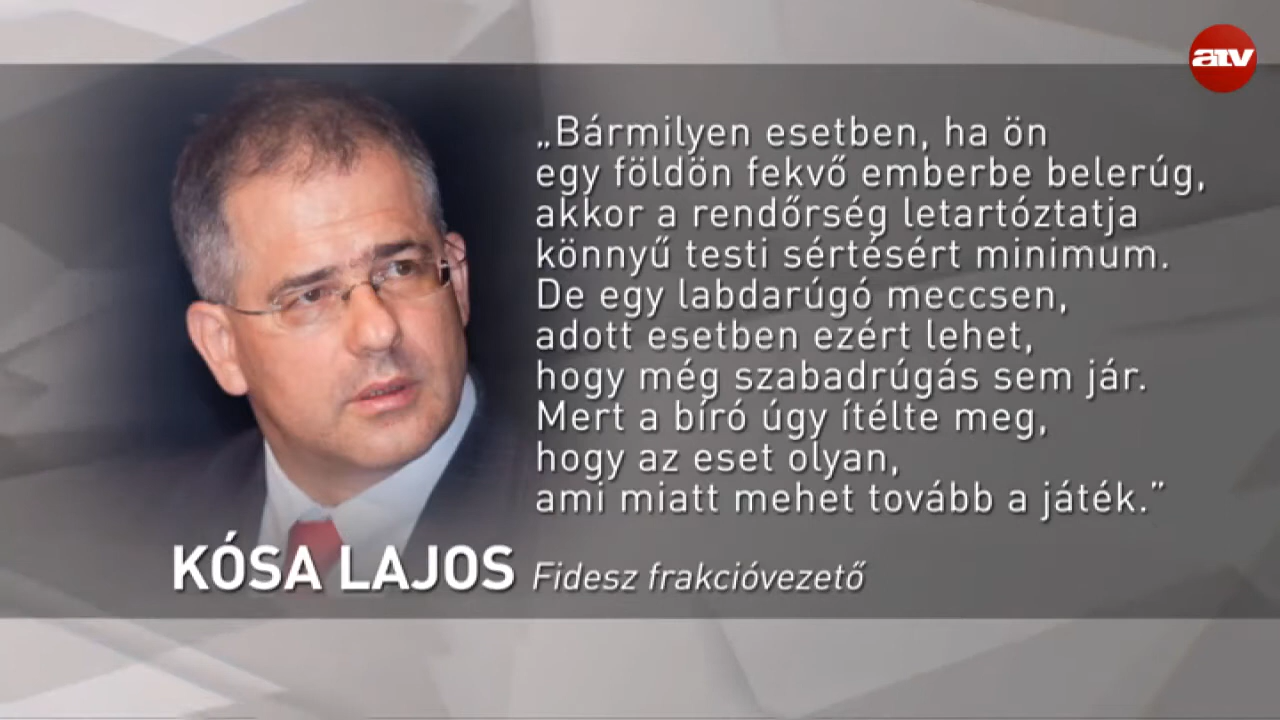 atv
„Bármilyen esetben, ha ön
egy földön fekvő emberbe belerúg,
akkor a rendőrség letartóztatja
könnyű testi sértésért minimum.
De egy labdarúgó meccsen,
adott esetben ezért lehet,
hogy még szabadrúgás sem jár.
Mert a bíró úgy ítélte meg,
hogy az eset olyan,
ami miatt mehet tovább a játék.”
KÓSA LAJOS Fidesz frakcióvezető